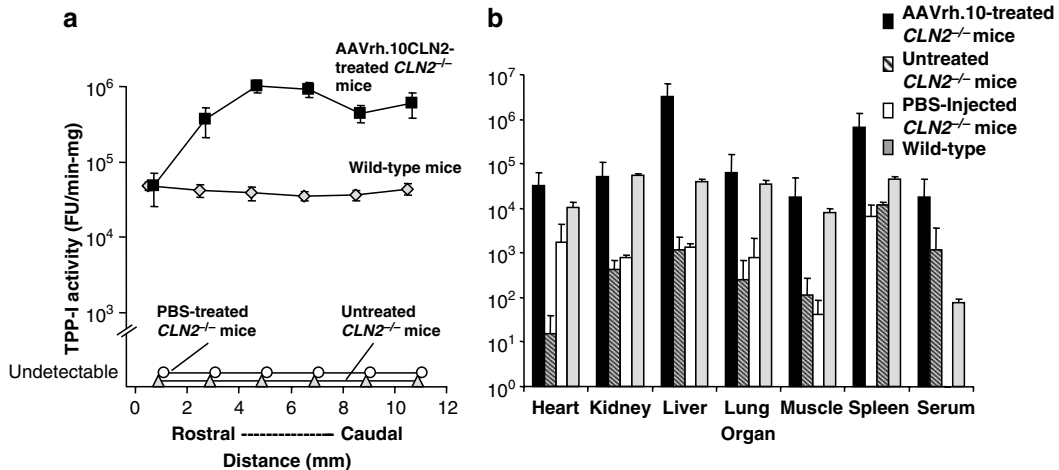 a
AAVrh.10CLN2-
treated CLN2–/–
mice
Wild-type mice
PBS-treated
CLN2–/– mice
Untreated
CLN2–/– mice
TPP-I activity (FU/min-mg)
10^6
10^5
10^4
10^3
Undetectable
0 2 4 6 8 10 12
Rostral ------------ Caudal
Distance (mm)
b
AAVrh.10-treated
CLN2–/– mice
Untreated
CLN2–/– mice
PBS-Injected
CLN2–/– mice
Wild-type
10^7
10^6
10^5
10^4
10^3
10^2
10^1
10^0
Heart Kidney Liver Lung Muscle Spleen Serum
Organ